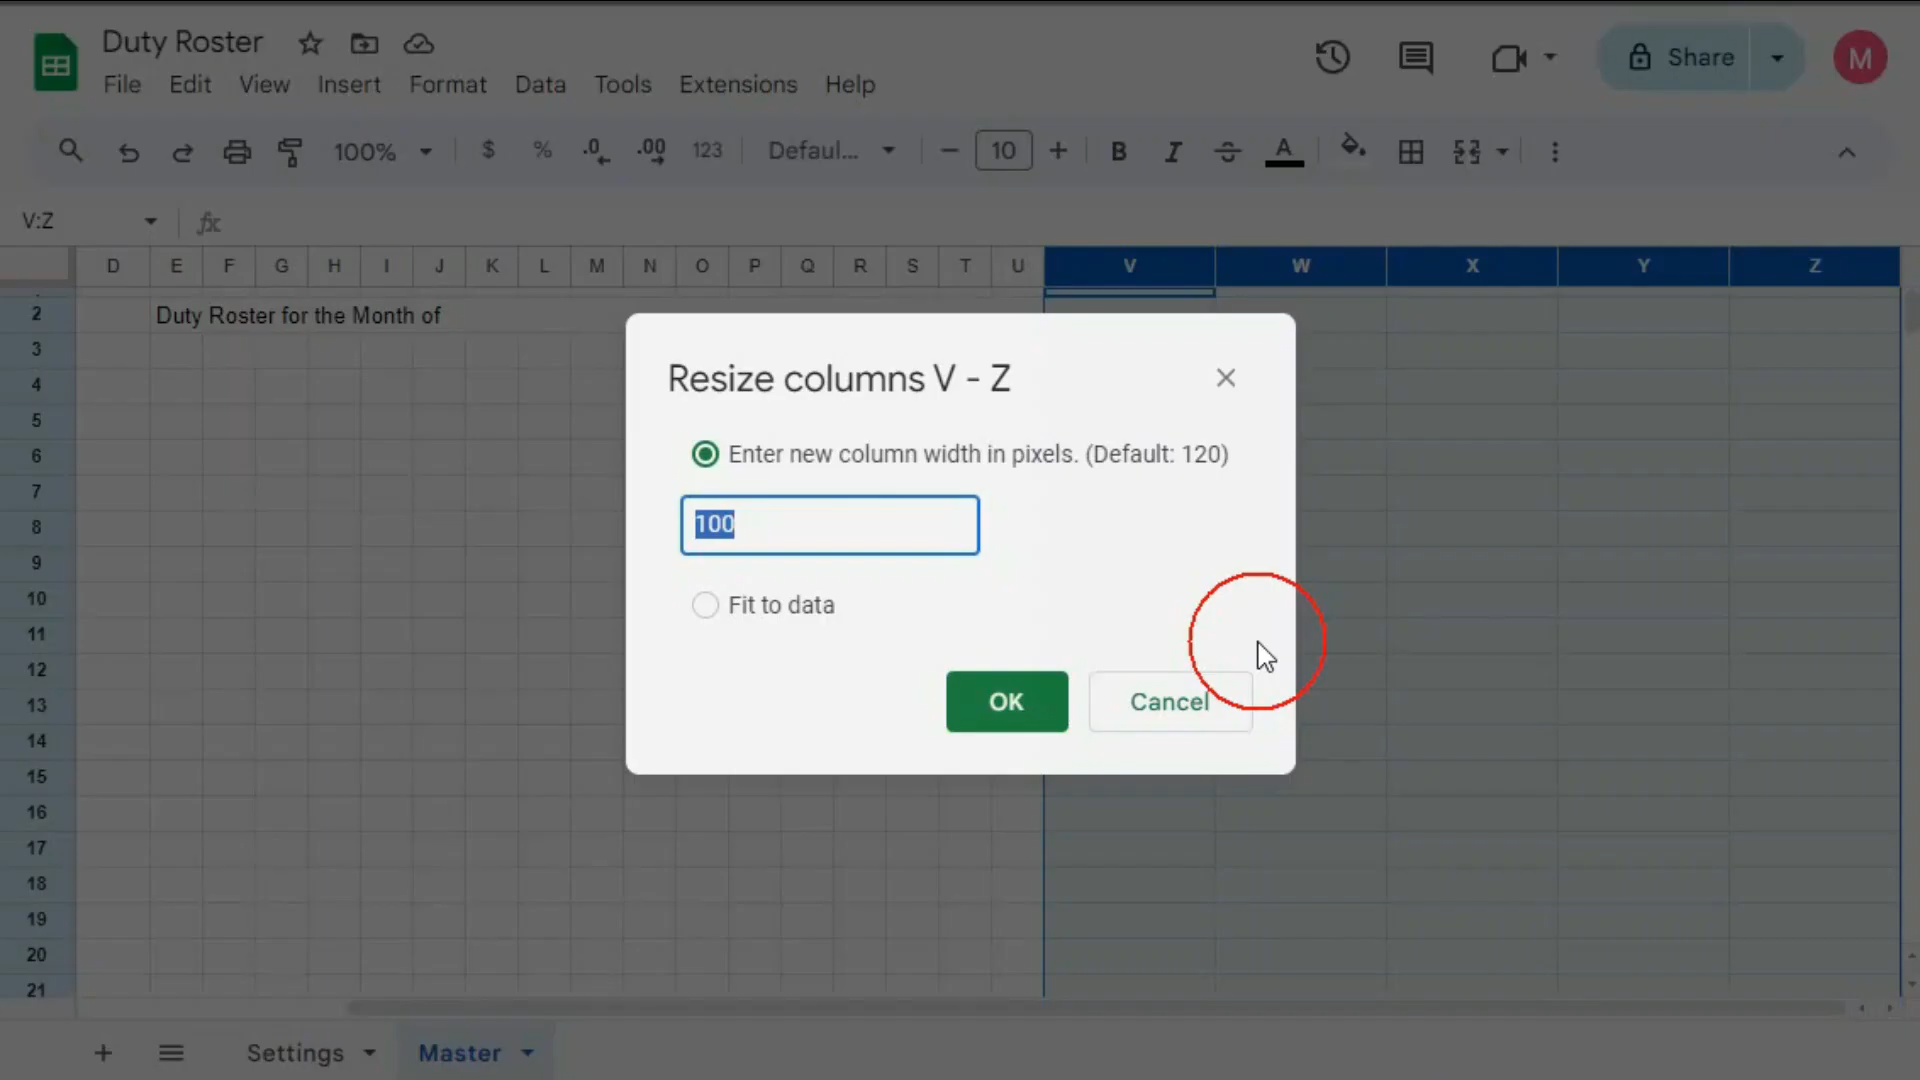 Duty Roster
File Edit View Insert Format Data Tools Extensions Help
Share
M
100% $ % .0 .00 123 Defaul... 10 B I A
V:Z fx
D E F G H I J K L M N O P Q R S T U V W X Y Z
2 Duty Roster for the Month of
3
4
5
6
7
8
9
10
11
12
13
14
15
16
17
18
19
20
21
Resize columns V - Z
Enter new column width in pixels. (Default: 120)
100
Fit to data
OK Cancel
Settings Master